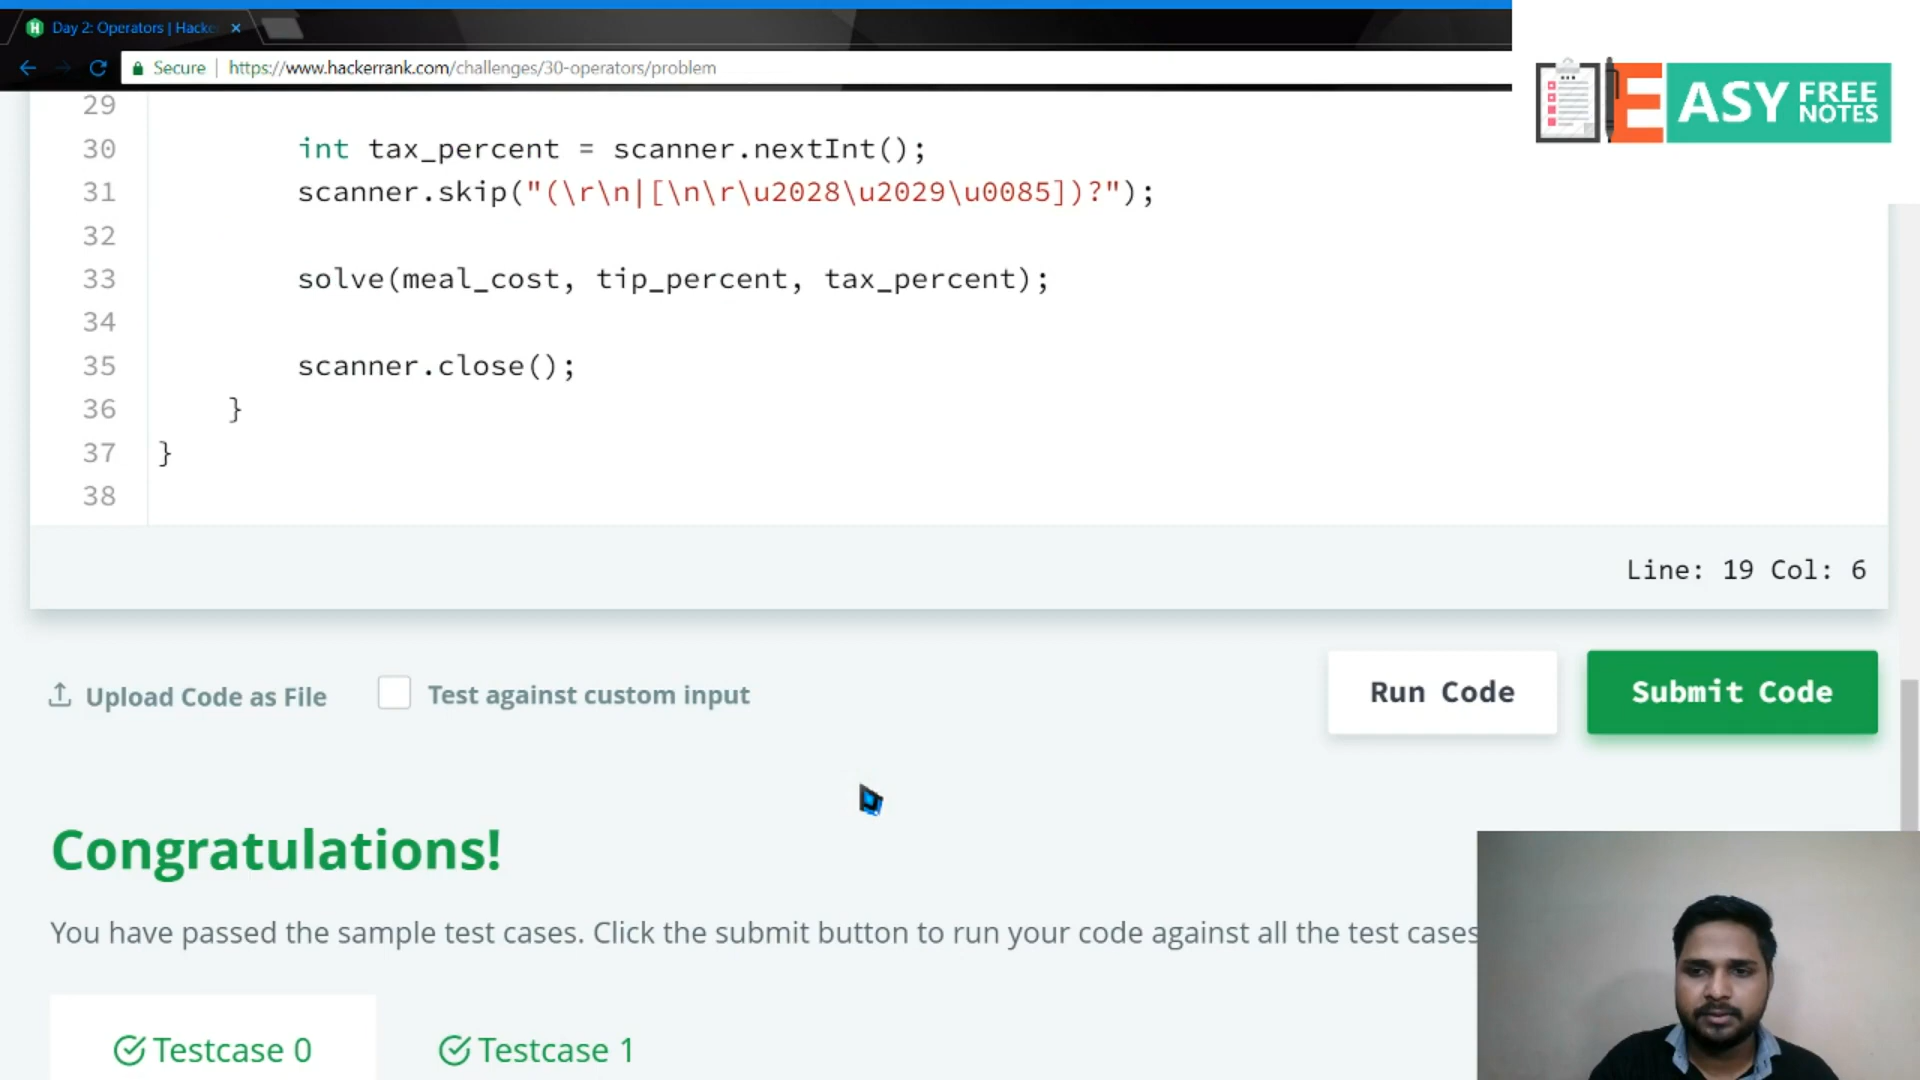 Day 2: Operators | Hacke
Secure | https://www.hackerrank.com/challenges/30-operators/problem
EASY FREE NOTES
29
30 int tax_percent = scanner.nextInt();
31 scanner.skip("(\r\n|[\n\r\u2028\u2029\u0085])?");
32
33 solve(meal_cost, tip_percent, tax_percent);
34
35 scanner.close();
36 }
37 }
38
Line: 19 Col: 6
Upload Code as File Test against custom input Run Code Submit Code
Congratulations!
You have passed the sample test cases. Click the submit button to run your code against all the test cases
Testcase 0 Testcase 1